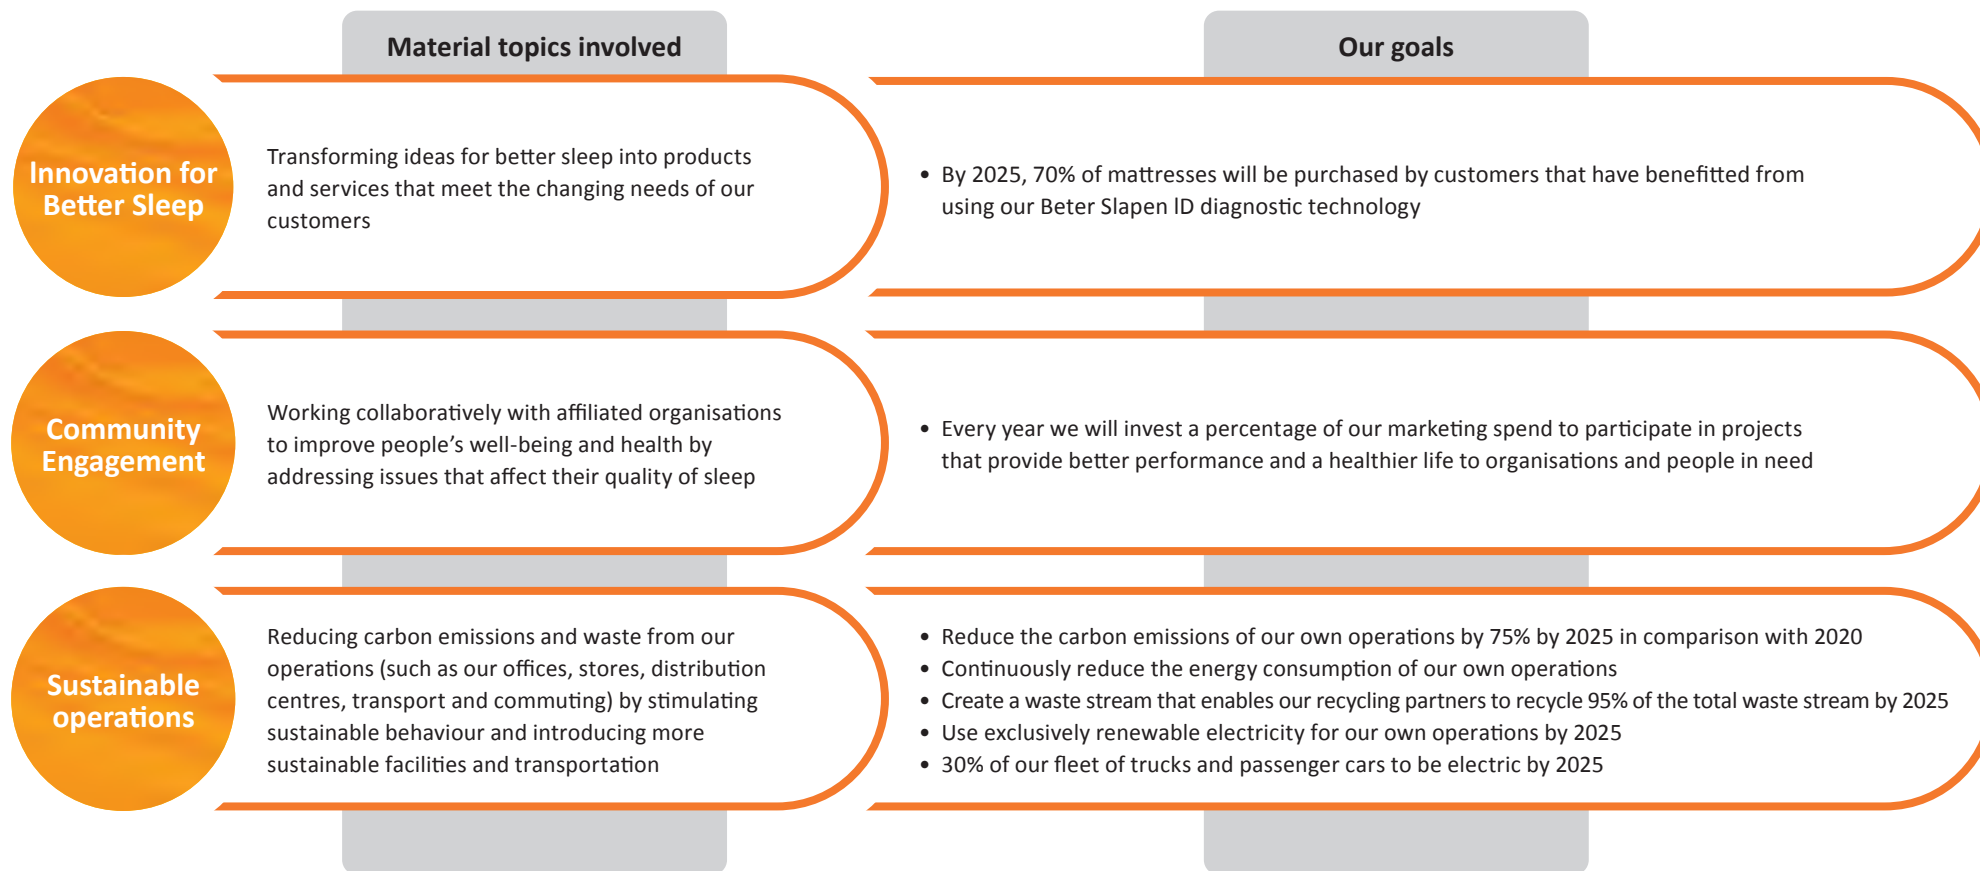 Material topics involved
Our goals
Innovation for
Better Sleep
Transforming ideas for better sleep into products
and services that meet the changing needs of our
customers
• By 2025, 70% of mattresses will be purchased by customers that have benefitted from
using our Beter Slapen ID diagnostic technology
Community
Engagement
Working collaboratively with affiliated organisations
to improve people’s well-being and health by
addressing issues that affect their quality of sleep
• Every year we will invest a percentage of our marketing spend to participate in projects
that provide better performance and a healthier life to organisations and people in need
Sustainable
operations
Reducing carbon emissions and waste from our
operations (such as our offices, stores, distribution
centres, transport and commuting) by stimulating
sustainable behaviour and introducing more
sustainable facilities and transportation
• Reduce the carbon emissions of our own operations by 75% by 2025 in comparison with 2020
• Continuously reduce the energy consumption of our own operations
• Create a waste stream that enables our recycling partners to recycle 95% of the total waste stream by 2025
• Use exclusively renewable electricity for our own operations by 2025
• 30% of our fleet of trucks and passenger cars to be electric by 2025